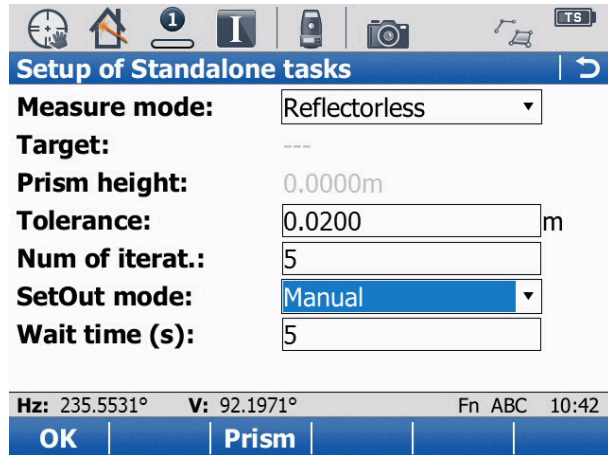 1 I TS
Setup of Standalone tasks
Measure mode: Reflectorless
Target: ---
Prism height: 0.0000m
Tolerance: 0.0200 m
Num of iterat.: 5
SetOut mode: Manual
Wait time (s): 5
Hz: 235.5531° V: 92.1971° Fn ABC 10:42
OK Prism